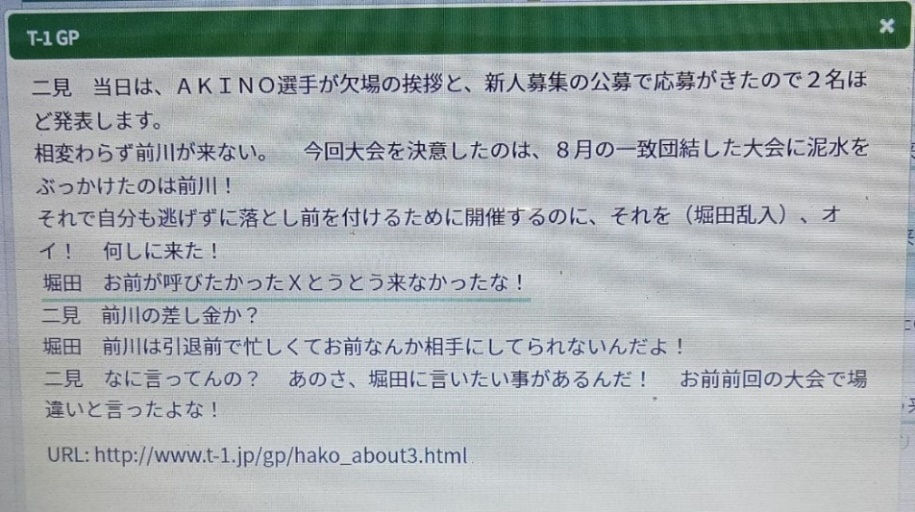 T-1 GP
二見　当日は、ＡＫＩＮＯ選手が欠場の挨拶と、新人募集の公募で応募がきたので２名ほ
ど発表します。
相変わらず前川が来ない。　　今回大会を決意したのは、８月の一致団結した大会に泥水を
ぶっかけたのは前川！
それで自分も逃げずに落とし前を付けるために開催するのに、それを（堀田乱入）、オ
イ！　何しに来た！
堀田　お前が呼びたかったＸとうとう来なかったな！
二見　前川の差し金か？
堀田　前川は引退前で忙しくてお前なんか相手にしてられないんだよ！
二見　なに言ってんの？　あのさ、堀田に言いたい事があるんだ！　お前前回の大会で場
違いと言ったよな！
URL: http://www.t-1.jp/gp/hako_about3.html